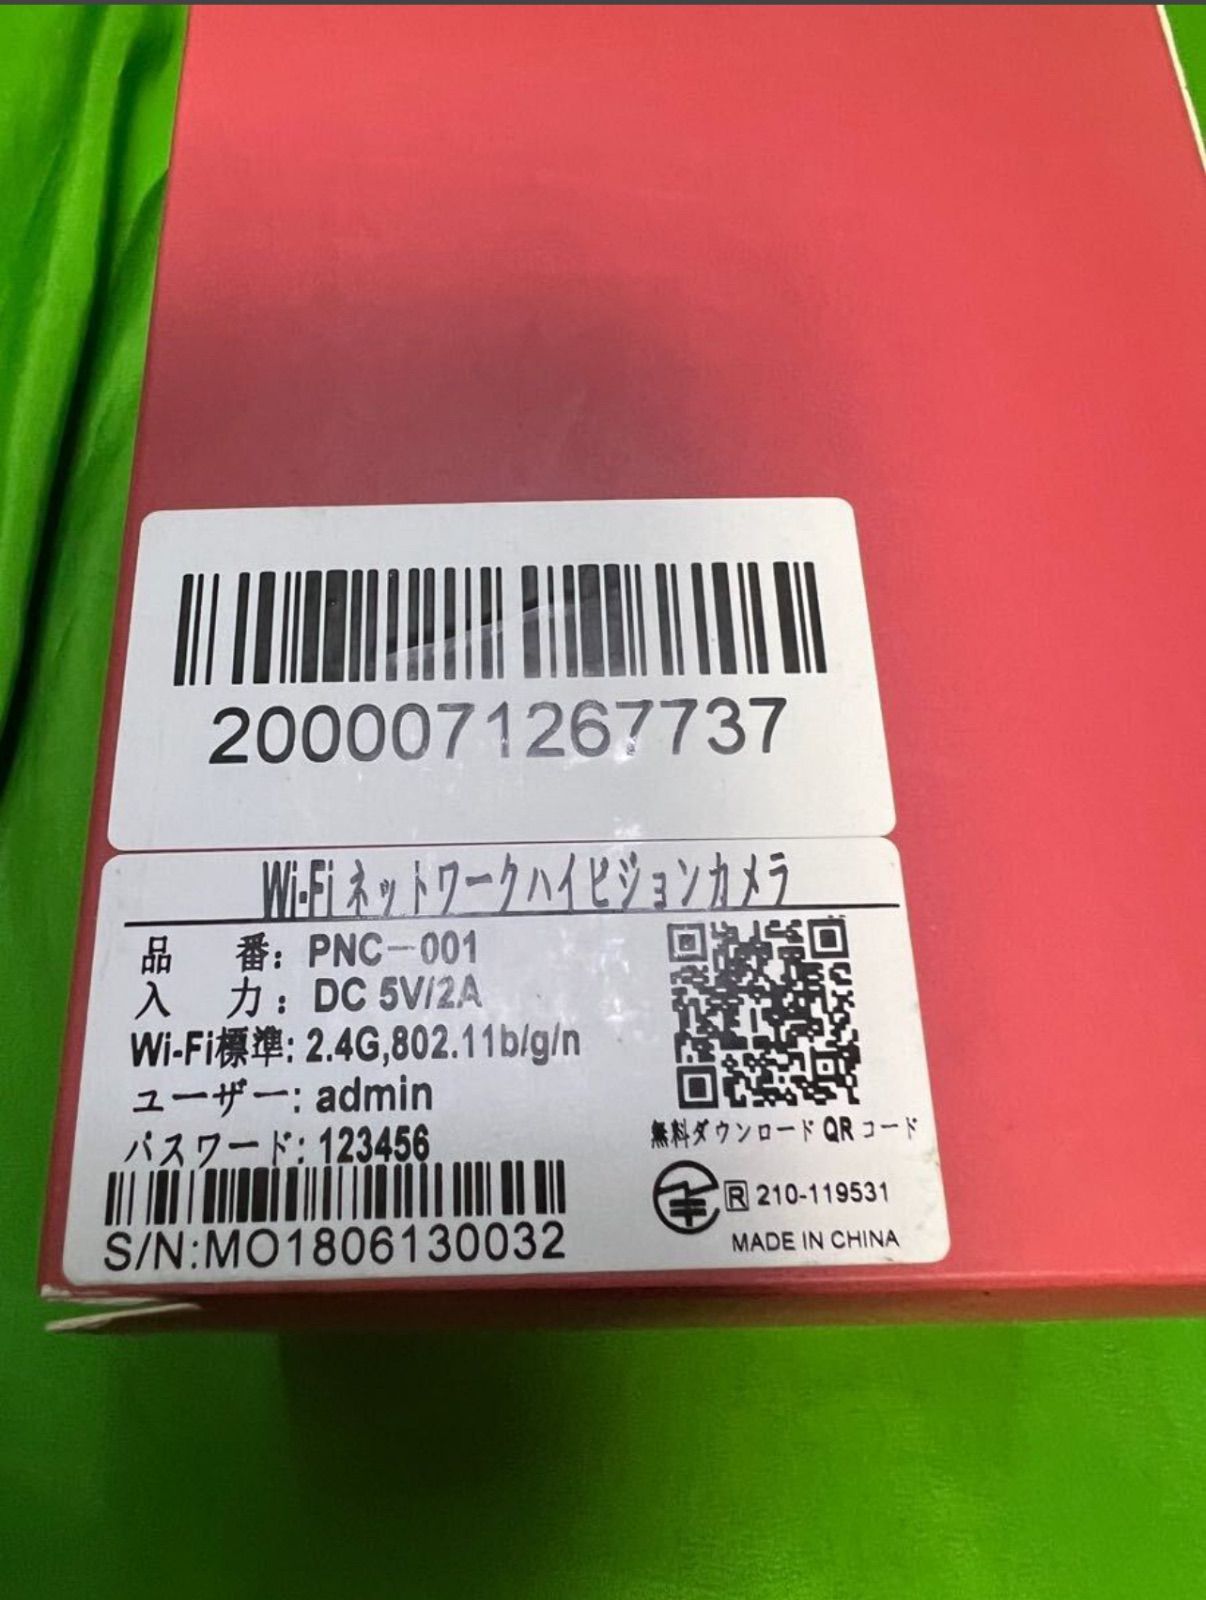 2000071267737
Wi-Fi ネットワークハイビジョンカメラ
品 番: PNC-001
入 力: DC 5V/2A
Wi-Fi標準: 2.4G,802.11b/g/n
ユーザー: admin
パスワード: 123456
S/N:MO1806130032
無料ダウンロード QR コード
R 210-119531
MADE IN CHINA